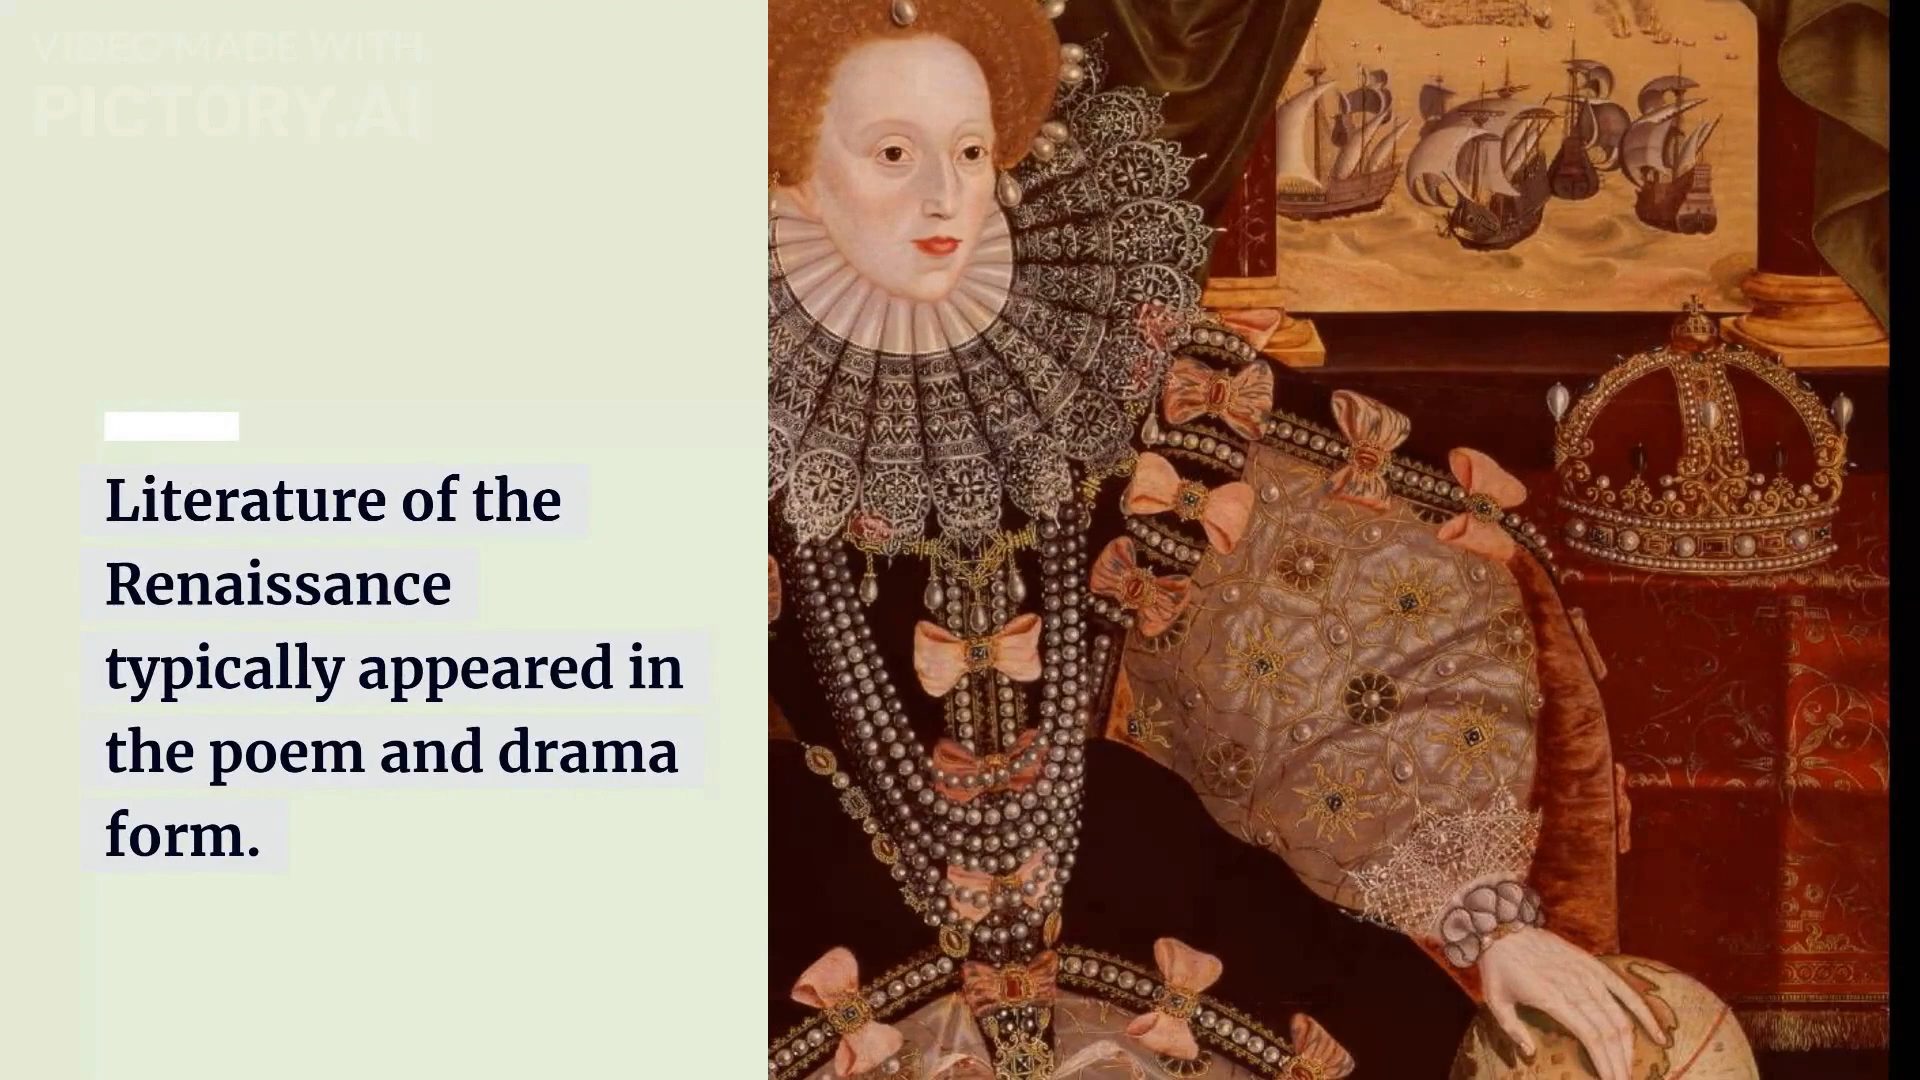 VIDEO MADE WITH
PICTORY.AI
Literature of the
Renaissance
typically appeared in
the poem and drama
form.